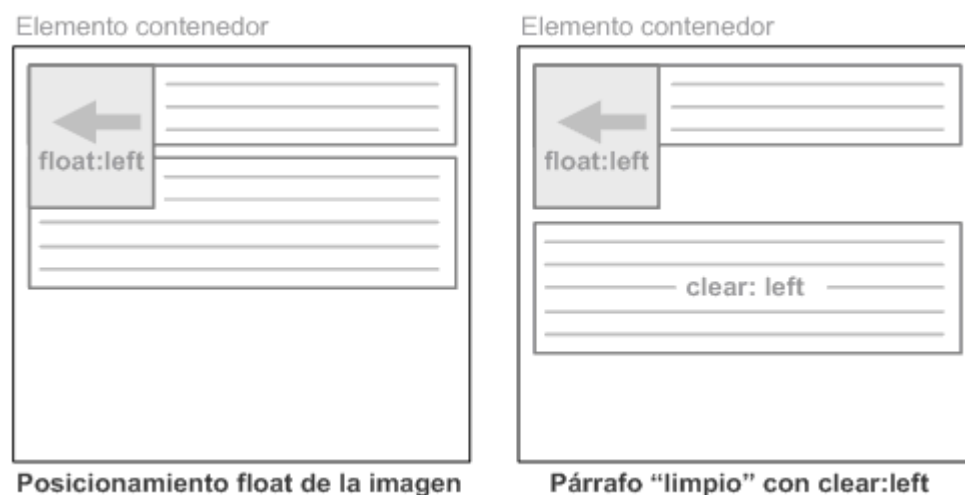 Elemento contenedor
float:left
Posicionamiento float de la imagen
Elemento contenedor
float:left
clear: left
Párrafo “limpio” con clear:left